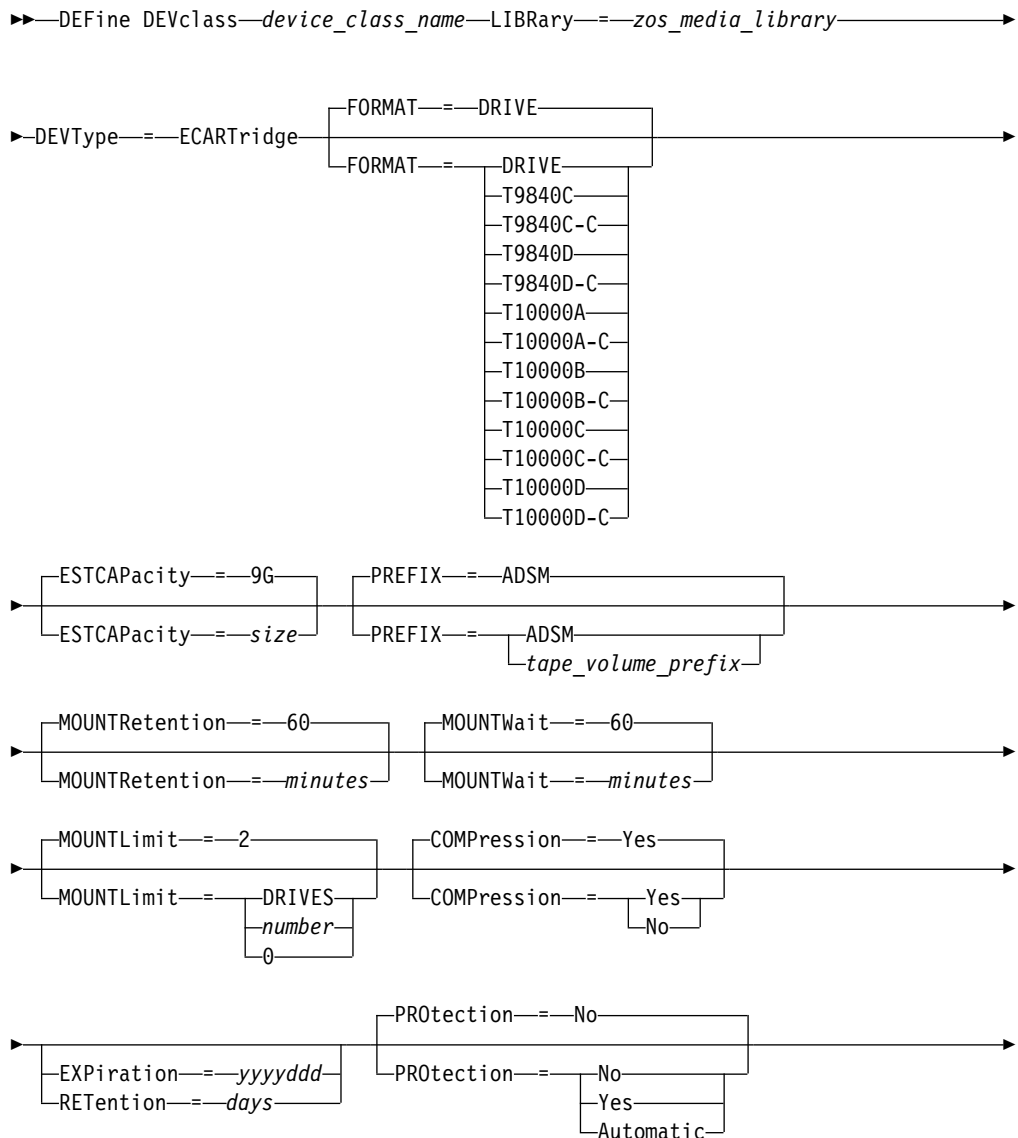 DEFine DEVclass device_class_name LIBRary = zos_media_library
FORMAT = DRIVE
DEVType = ECARTridge
FORMAT = DRIVE
T9840C
T9840C-C
T9840D
T9840D-C
T10000A
T10000A-C
T10000B
T10000B-C
T10000C
T10000C-C
T10000D
T10000D-C
ESTCAPacity = 9G PREFIX = ADSM
ESTCAPacity = size PREFIX = ADSM
tape_volume_prefix
MOUNTRetention = 60 MOUNTWait = 60
MOUNTRetention = minutes MOUNTWait = minutes
MOUNTLimit = 2 COMPression = Yes
MOUNTLimit = DRIVES COMPression = Yes
number No
0
PROtection = No
EXPiration = yyyyddd PROtection = No
RETention = days Yes
Automatic